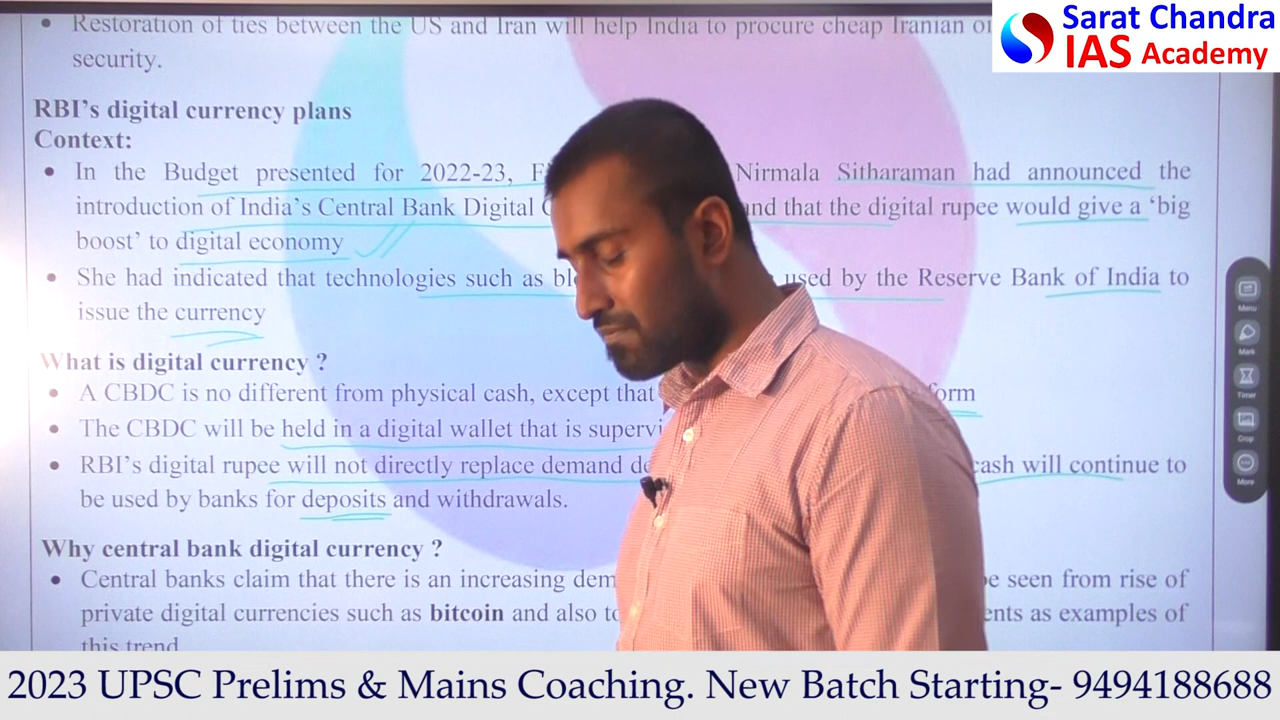 • Restoration of ties between the US and Iran will help India to procure cheap Iranian
security.
Sarat Chandra
IAS Academy
RBI's digital currency plans
Context:
• In the Budget presented for 2022-23, Nirmala Sitharaman had announced the
introduction of India's Central Bank Digital and that the digital rupee would give a 'big
boost' to digital economy
• She had indicated that technologies such as used by the Reserve Bank of India to
issue the currency
What is digital currency ?
• A CBDC is no different from physical cash, except that form
• The CBDC will be held in a digital wallet that is
• RBI's digital rupee will not directly replace demand cash will continue to
be used by banks for deposits and withdrawals.
Why central bank digital currency ?
• Central banks claim that there is an increasing be seen from rise of
private digital currencies such as bitcoin and also as examples of
this trend
Menu
Mark
Timer
Crop
More
2023 UPSC Prelims & Mains Coaching. New Batch Starting- 9494188688